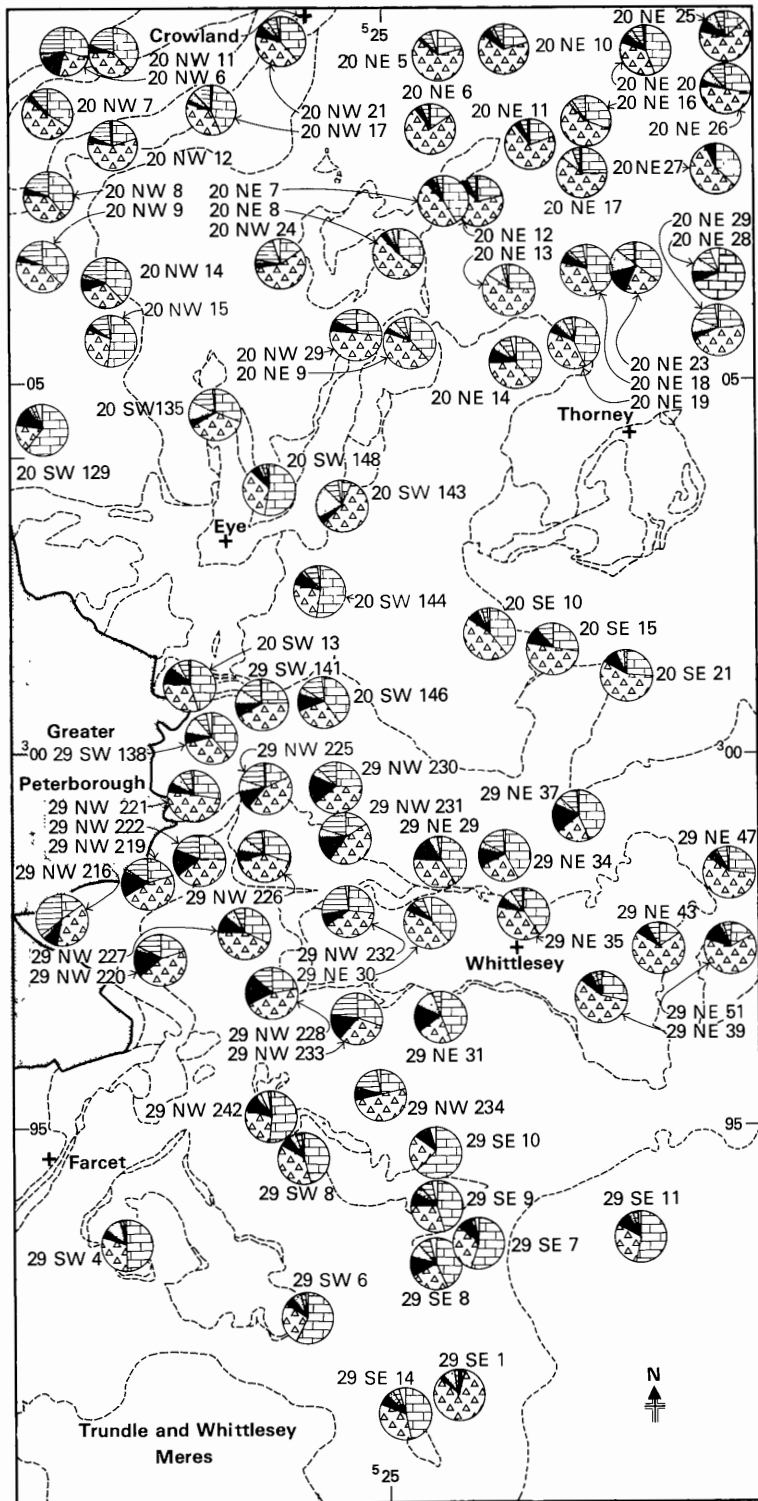 Crowland
⁵25
20 NE 25
20 NW 11
20 NW 6
20 NE 5
20 NE 10
20 NE 20
20 NE 16
20 NW 7
20 NW 21
20 NW 17
20 NE 6
20 NE 11
20 NE 26
20 NW 12
20 NE 17
20 NE 27
20 NW 8
20 NW 9
20 NE 7
20 NE 8
20 NW 24
20 NE 12
20 NE 13
20 NE 29
20 NE 28
20 NW 14
20 NW 15
20 NW 29
20 NE 9
20 NE 23
20 NE 18
20 NE 19
20 NE 14
05
05
20 SW135
Thorney
20 SW 129
20 SW 148
20 SW 143
Eye
20 SW 144
20 SE 10
20 SE 15
20 SE 21
20 SW 13
29 SW 141
20 SW 146
Greater
³00
29 SW 138
³00
Peterborough
29 NW 225
29 NW 230
29 NW 221
29 NW 222
29 NW 219
29 NW 231
29 NE 37
29 NE 29
29 NE 34
29 NE 47
29 NW 216
29 NW 226
29 NE 43
29 NW 227
29 NW 220
29 NW 232
29 NE 30
29 NE 35
Whittlesey
29 NE 51
29 NE 39
29 NW 228
29 NW 233
29 NE 31
29 NW 242
29 NW 234
95
95
Farcet
29 SW 8
29 SE 10
29 SE 9
29 SE 11
29 SE 7
29 SW 4
29 SE 8
29 SW 6
29 SE 1
29 SE 14
N
Trundle and Whittlesey
Meres
⁵25